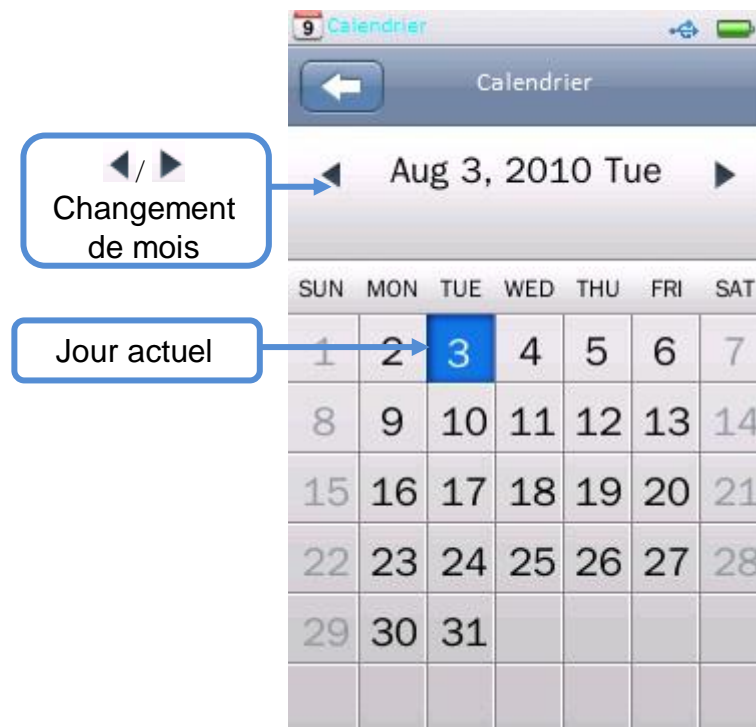 9 Calendrier
Calendrier
◀/ ▶
Changement
de mois
Aug 3, 2010 Tue
SUN MON TUE WED THU FRI SAT
Jour actuel
1 2 3 4 5 6 7
8 9 10 11 12 13 14
15 16 17 18 19 20 21
22 23 24 25 26 27 28
29 30 31